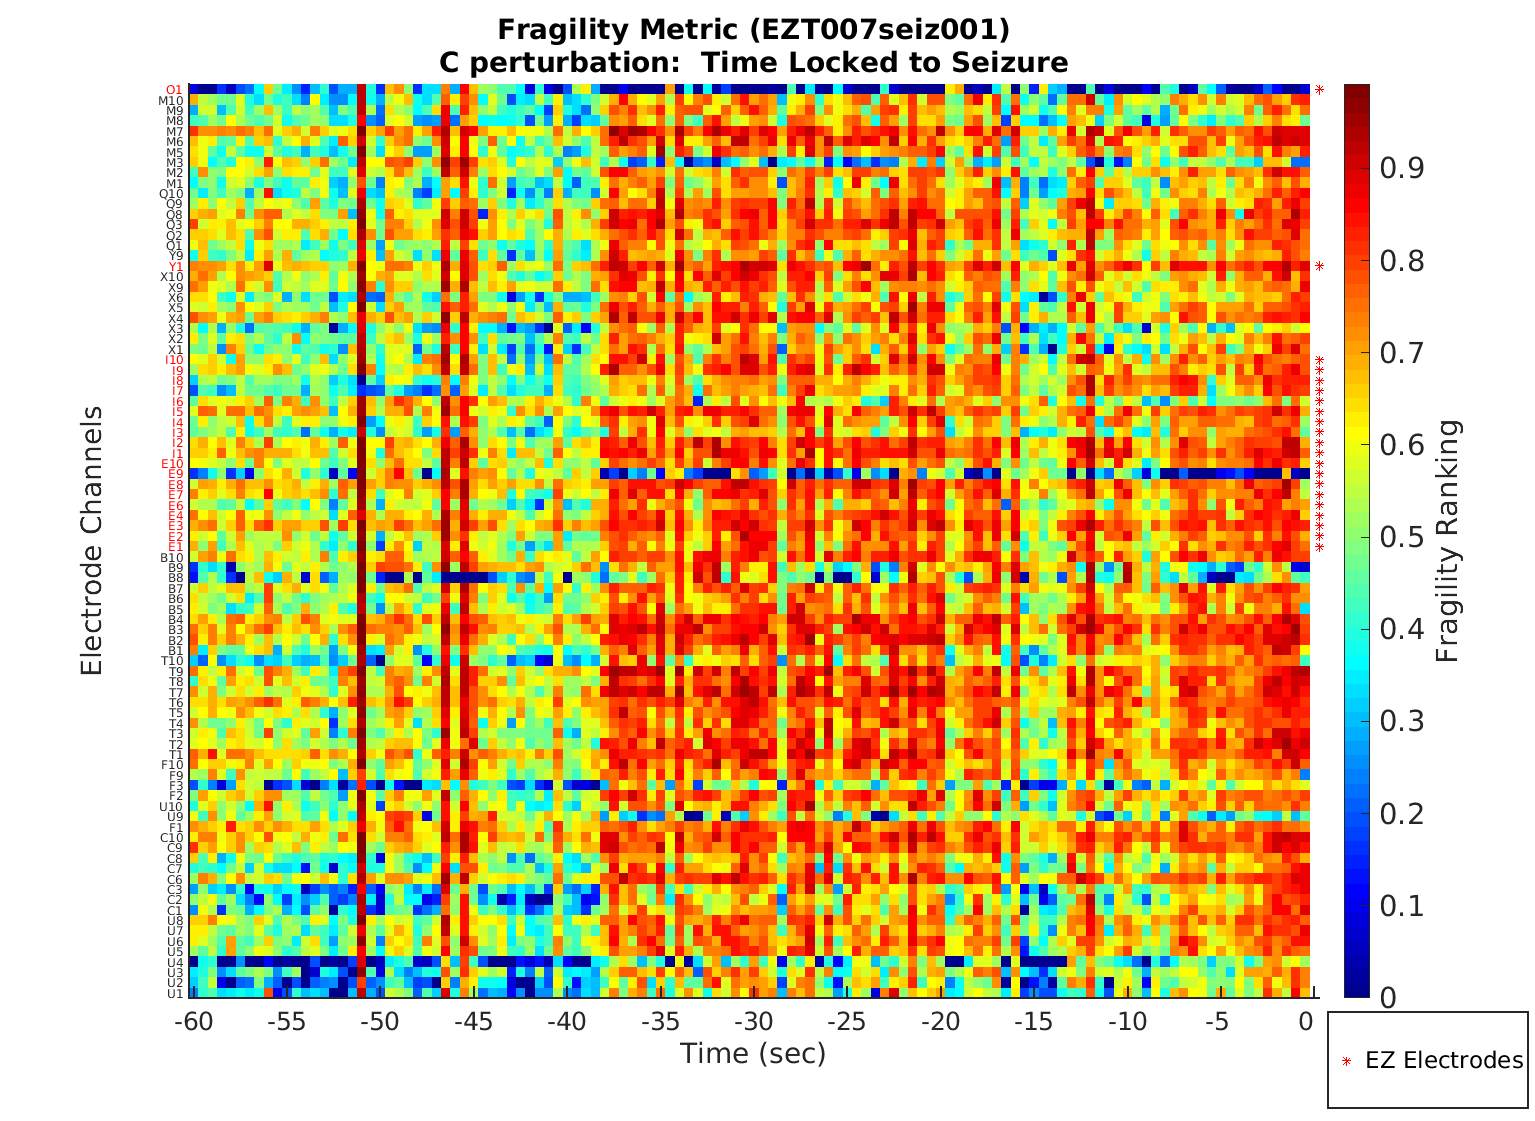 Fragility Metric (EZT007seiz001)
C perturbation:  Time Locked to Seizure
Electrode Channels
O1
M10
M9
M8
M7
M6
M5
M3
M2
M1
Q10
Q9
Q8
Q3
Q2
Q1
Y9
Y1
X10
X9
X6
X5
X4
X3
X2
X1
I10
I9
I8
I7
I6
I5
I4
I3
I2
I1
E10
E9
E8
E7
E6
E4
E3
E2
E1
B10
B9
B8
B7
B6
B5
B4
B3
B2
B1
T10
T9
T8
T7
T6
T5
T4
T3
T2
T1
F10
F9
F3
F2
U10
U9
F1
C10
C9
C8
C7
C6
C3
C2
C1
U8
U7
U6
U5
U4
U3
U2
U1
-60 -55 -50 -45 -40 -35 -30 -25 -20 -15 -10 -5 0
Time (sec)
0.9
0.8
0.7
0.6
0.5
0.4
0.3
0.2
0.1
0
Fragility Ranking
EZ Electrodes